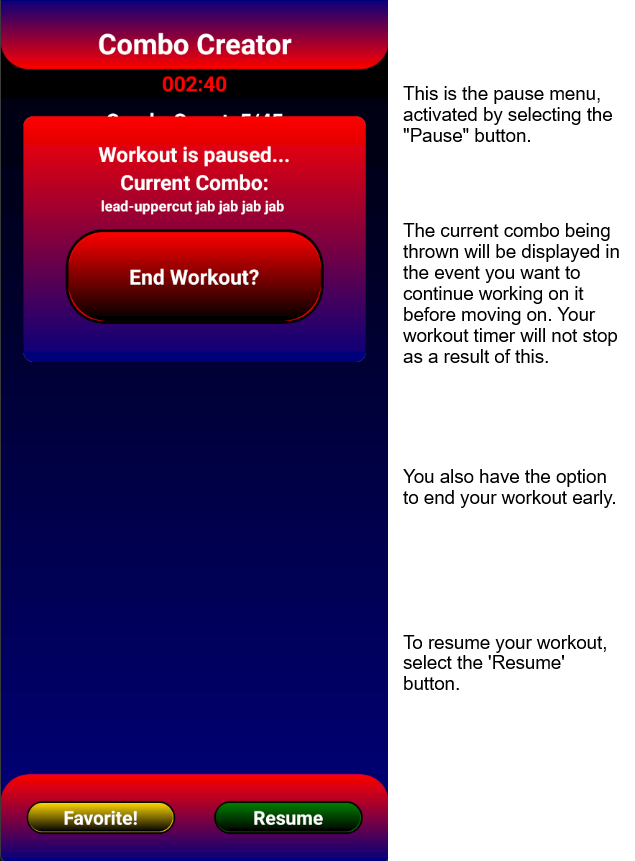 Combo Creator
002:40
Workout is paused...
Current Combo:
lead-uppercut jab jab jab jab
End Workout?
Favorite!
Resume
This is the pause menu,
activated by selecting the
"Pause" button.
The current combo being
thrown will be displayed in
the event you want to
continue working on it
before moving on. Your
workout timer will not stop
as a result of this.
You also have the option
to end your workout early.
To resume your workout,
select the 'Resume'
button.